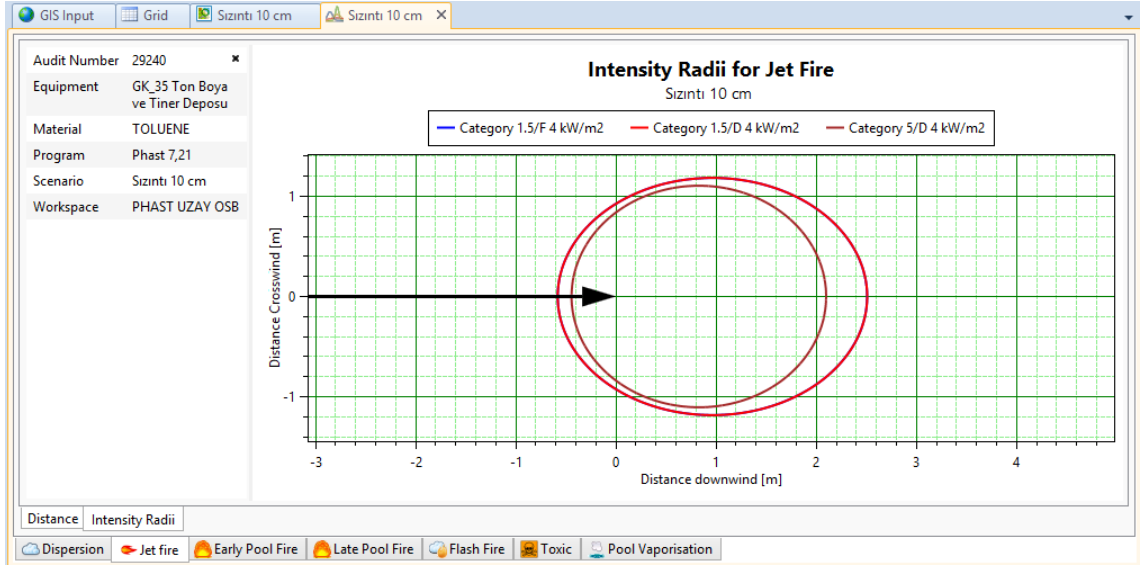 GIS Input Grid Sızıntı 10 cm Sızıntı 10 cm
Audit Number 29240
Equipment GK_35 Ton Boya
ve Tiner Deposu
Material TOLUENE
Program Phast 7,21
Scenario Sızıntı 10 cm
Workspace PHAST UZAY OSB
Intensity Radii for Jet Fire
Sızıntı 10 cm
Category 1.5/F 4 kW/m2 Category 1.5/D 4 kW/m2 Category 5/D 4 kW/m2
Distance Crosswind [m]
1
0
-1
-3 -2 -1 0 1 2 3 4
Distance downwind [m]
Distance Intensity Radii
Dispersion Jet fire Early Pool Fire Late Pool Fire Flash Fire Toxic Pool Vaporisation